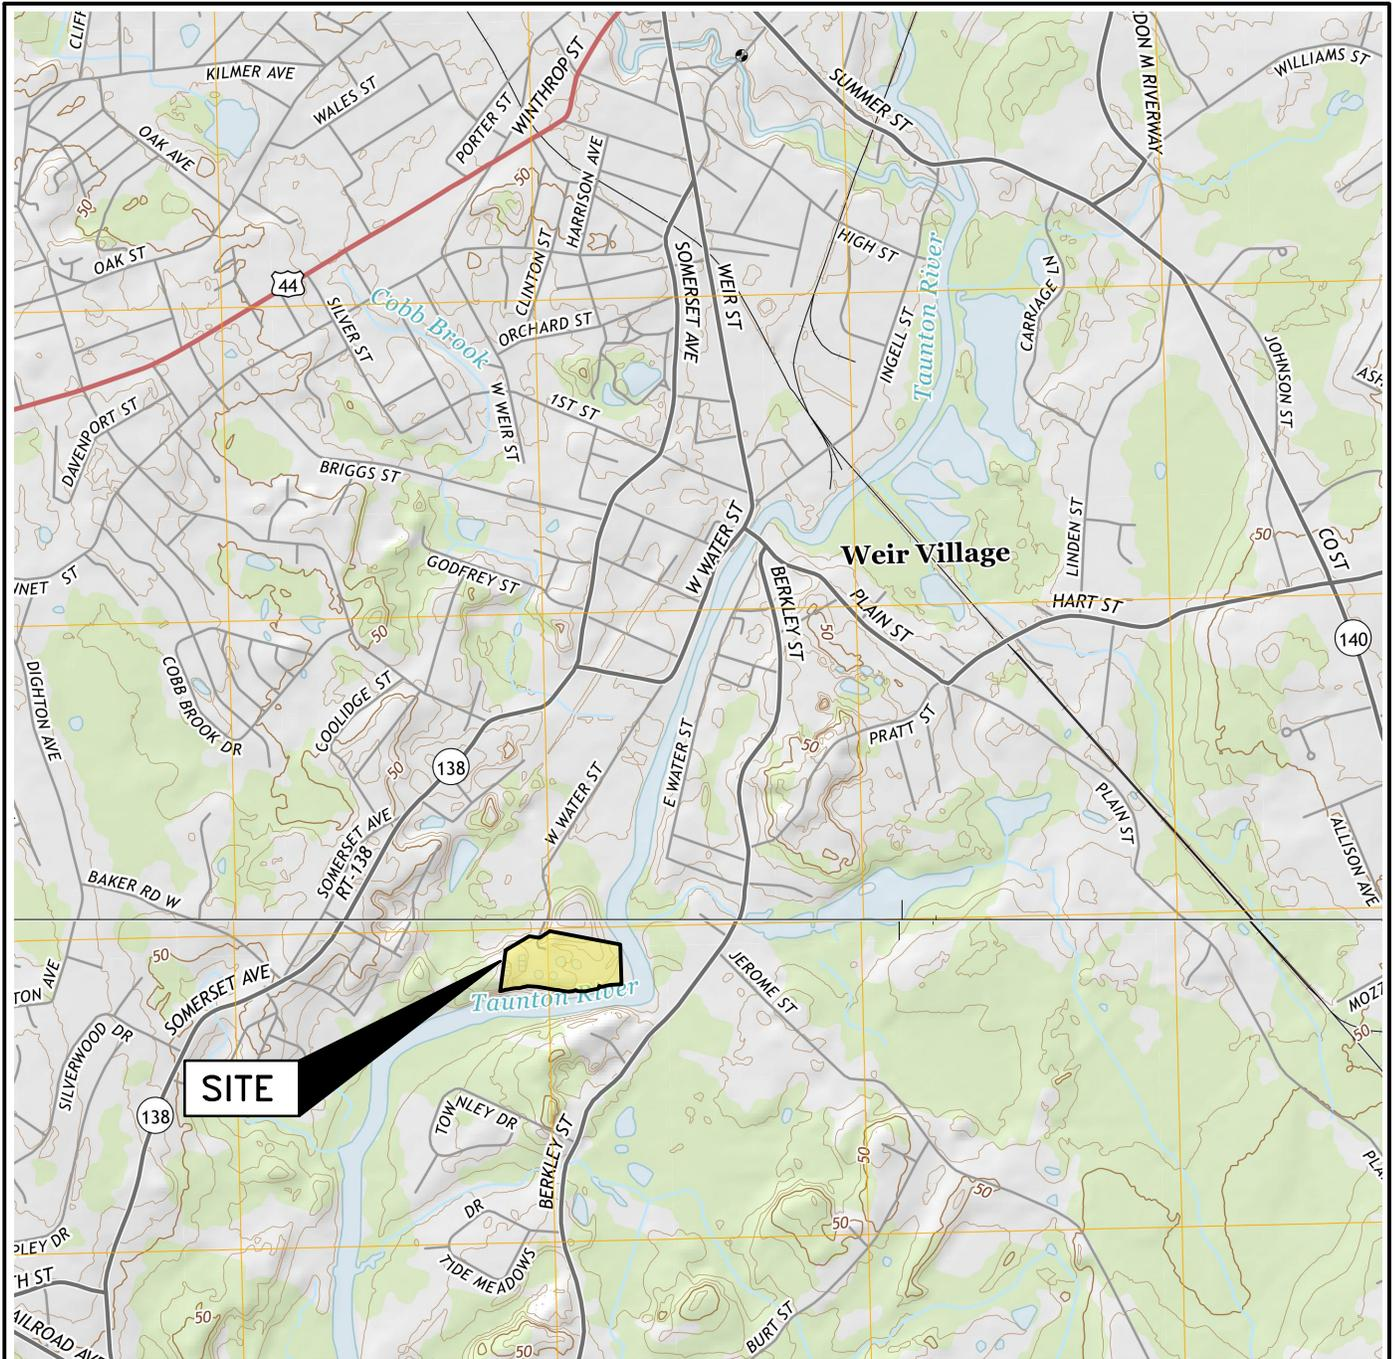 CLIFF
KILMER AVE
WALES ST
PORTER ST
WINTHROP ST
SUMMER ST
DON M RIVERWAY
WILLIAMS ST
OAK AVE
50
50
HARRISON AVE
OAK ST
44
CLINTON ST
SOMERSET AVE
WEIR ST
HIGH ST
Taunton River
CARRIAGE LN
SILVER ST
Cobb Brook
ORCHARD ST
INGELL ST
JOHNSON ST
ASH
DAVENPORT ST
W WEIR ST
1ST ST
BRIGGS ST
W WATER ST
Weir Village
LINDEN ST
50
CO ST
WNET ST
GODFREY ST
BERKLEY ST
PLAIN ST
HART ST
50
50
140
DIGHTON AVE
COBB BROOK DR
COOLIDGE ST
PRATT ST
50
50
138
E WATER ST
W WATER ST
PLAIN ST
SOMERSET AVE
RT-138
ALLISON AVE
BAKER RD W
50
TON AVE
SOMERSET AVE
Taunton River
JEROME ST
MOZZ
50
SILVERWOOD DR
SITE
138
TOWNLEY DR
BERKLEY ST
50
50
PLA
DR
50
PLEY DR
TIDE MEADOWS
TH ST
50
BURT ST
AILROAD AVE
50